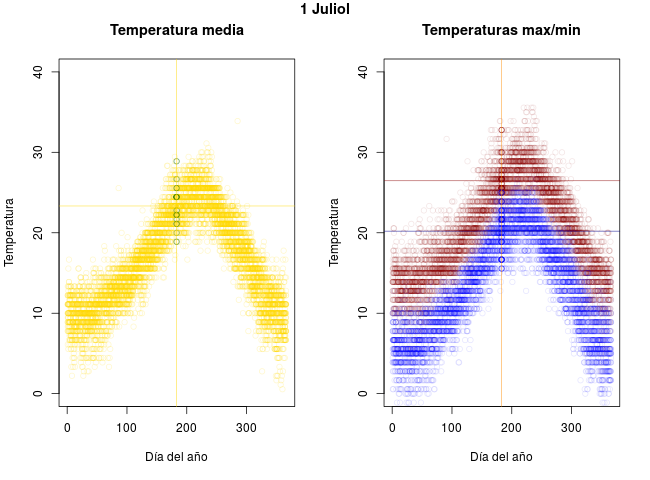 1 Juliol
Temperatura media
Temperaturas max/min
Temperatura
40
30
20
10
0
0 100 200 300
Día del año
Temperatura
40
30
20
10
0
0 100 200 300
Día del año